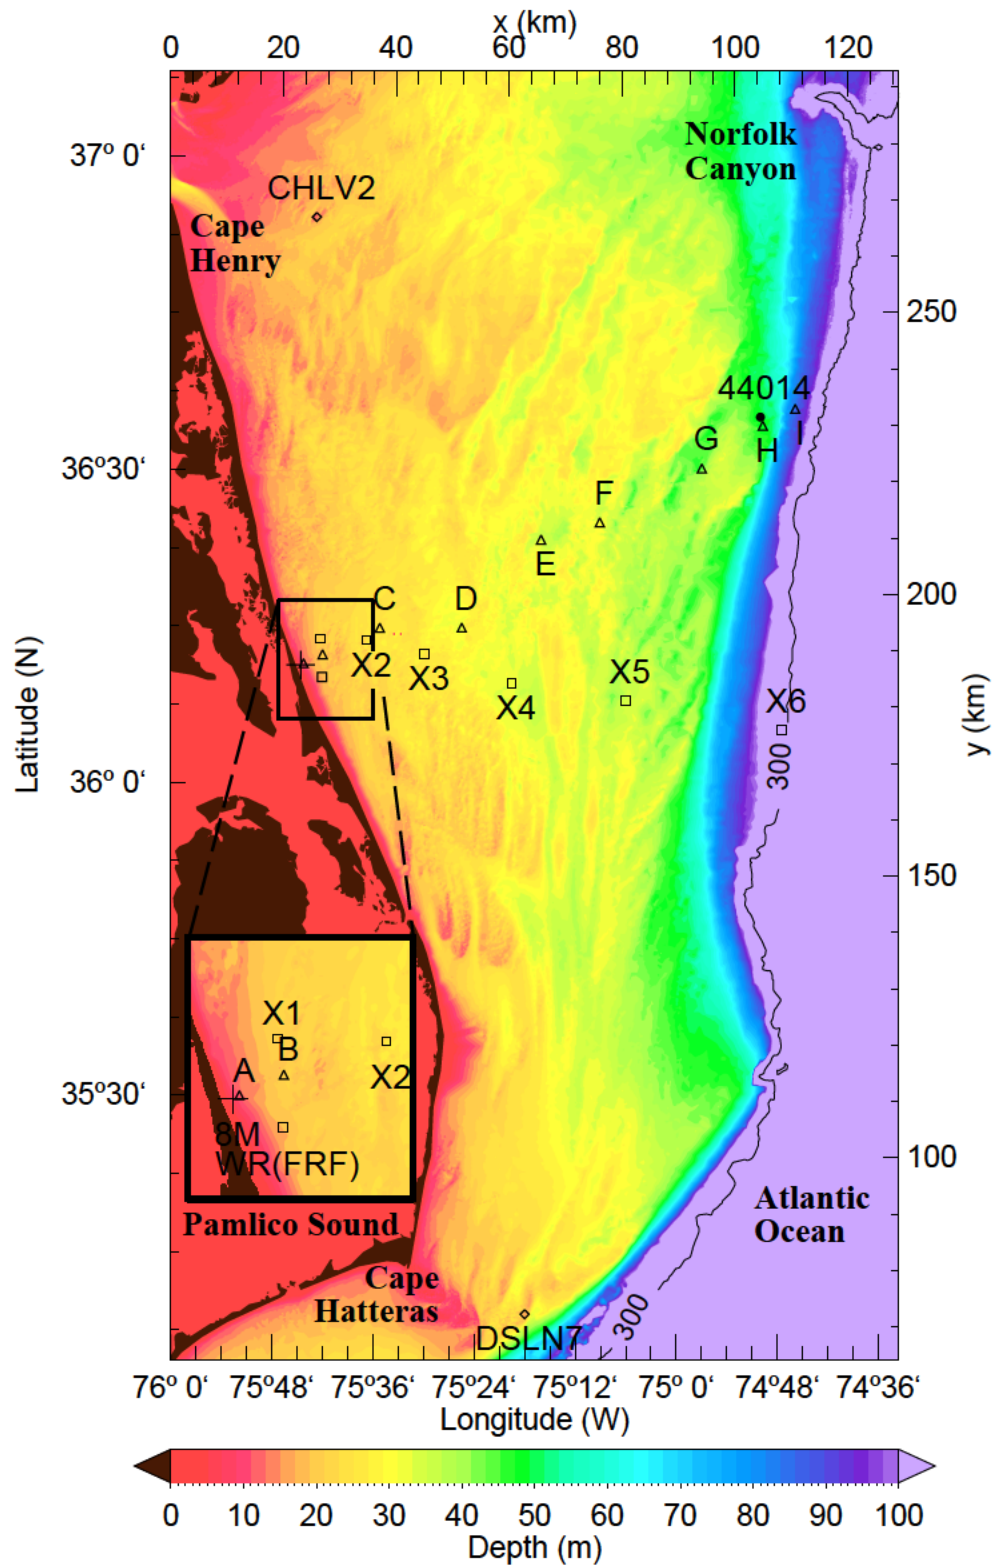 x (km)
0 20 40 60 80 100 120
37º 0‘
36º30‘
36º 0‘
35º30‘
Latitude (N)
250
200
150
100
y (km)
Norfolk
Canyon
CHLV2
Cape
Henry
44014
I
H
G
F
E
C
D
X2
X3
X4
X5
X6
300
X1
B
A
X2
8M
WR(FRF)
Pamlico Sound
Atlantic
Ocean
Cape
Hatteras
300
DSLN7
76º 0‘ 75º48‘ 75º36‘ 75º24‘ 75º12‘ 75º 0‘ 74º48‘ 74º36‘
Longitude (W)
0 10 20 30 40 50 60 70 80 90 100
Depth (m)